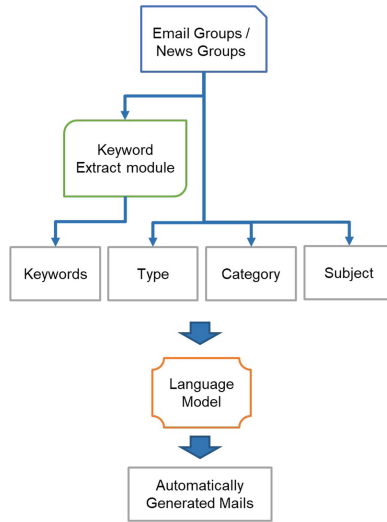 Email Groups /
News Groups
Keyword
Extract module
Keywords
Type
Category
Subject
Language
Model
Automatically
Generated Mails